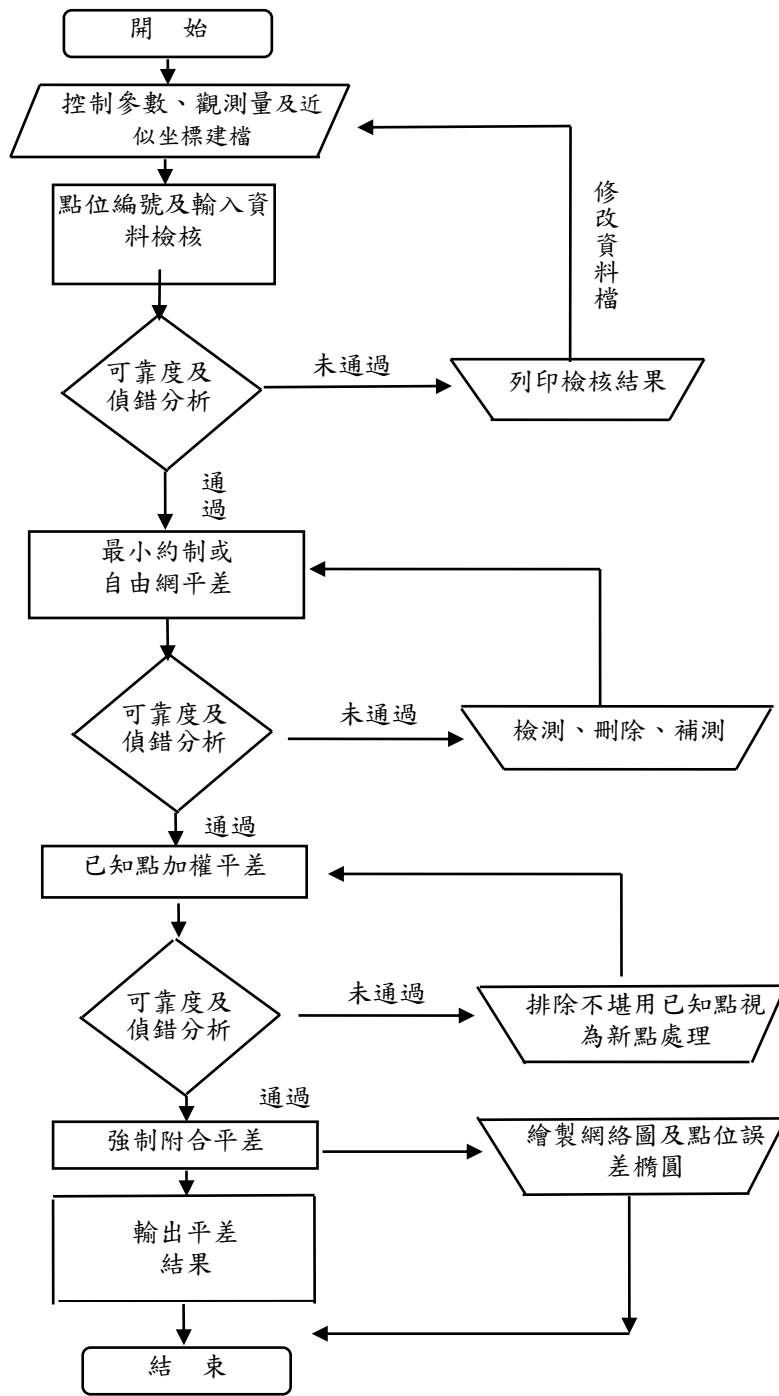 開 始
控制參數、觀測量及近
似坐標建檔
點位編號及輸入資
料檢核
修改資料檔
可靠度及
偵錯分析
未通過
列印檢核結果
通過
最小約制或
自由網平差
可靠度及
偵錯分析
未通過
檢測、刪除、補測
通過
已知點加權平差
可靠度及
偵錯分析
未通過
排除不堪用已知點視
為新點處理
通過
強制附合平差
繪製網絡圖及點位誤
差橢圓
輸出平差
結果
結 束